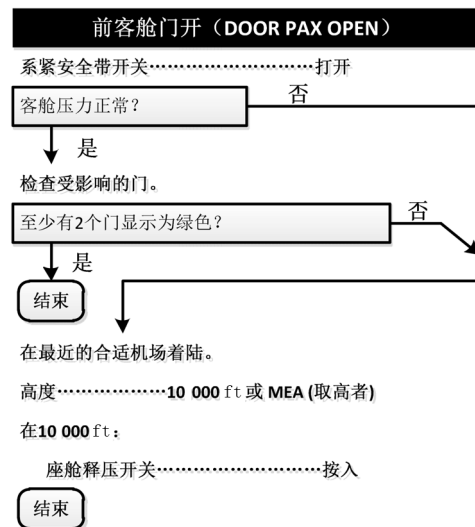 前客舱门开（DOOR PAX OPEN）
系紧安全带开关····························打开
客舱压力正常？
否
是
检查受影响的门。
至少有2个门显示为绿色？
否
是
结束
在最近的合适机场着陆。
高度················10 000 ft 或 MEA (取高者)
在10 000 ft：
座舱释压开关························按入
结束